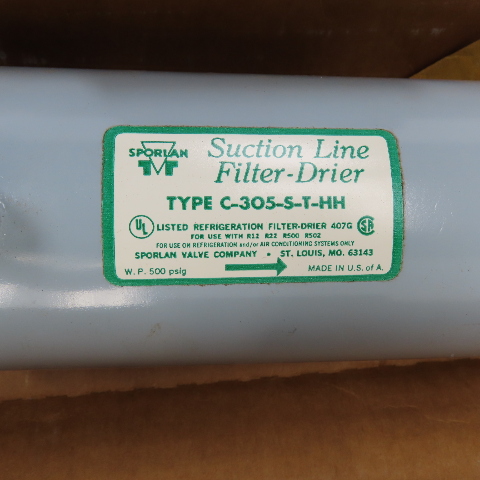 SPORLAN
Suction Line
Filter-Drier
TYPE C-305-S-T-HH
UL LISTED REFRIGERATION FILTER-DRIER 407G SA
FOR USE WITH R12 R22 R500 R502
FOR USE ON REFRIGERATION and/or AIR CONDITIONING SYSTEMS ONLY
SPORLAN VALVE COMPANY • ST. LOUIS, MO. 63143
W.P. 500 psig MADE IN U.S. of A.